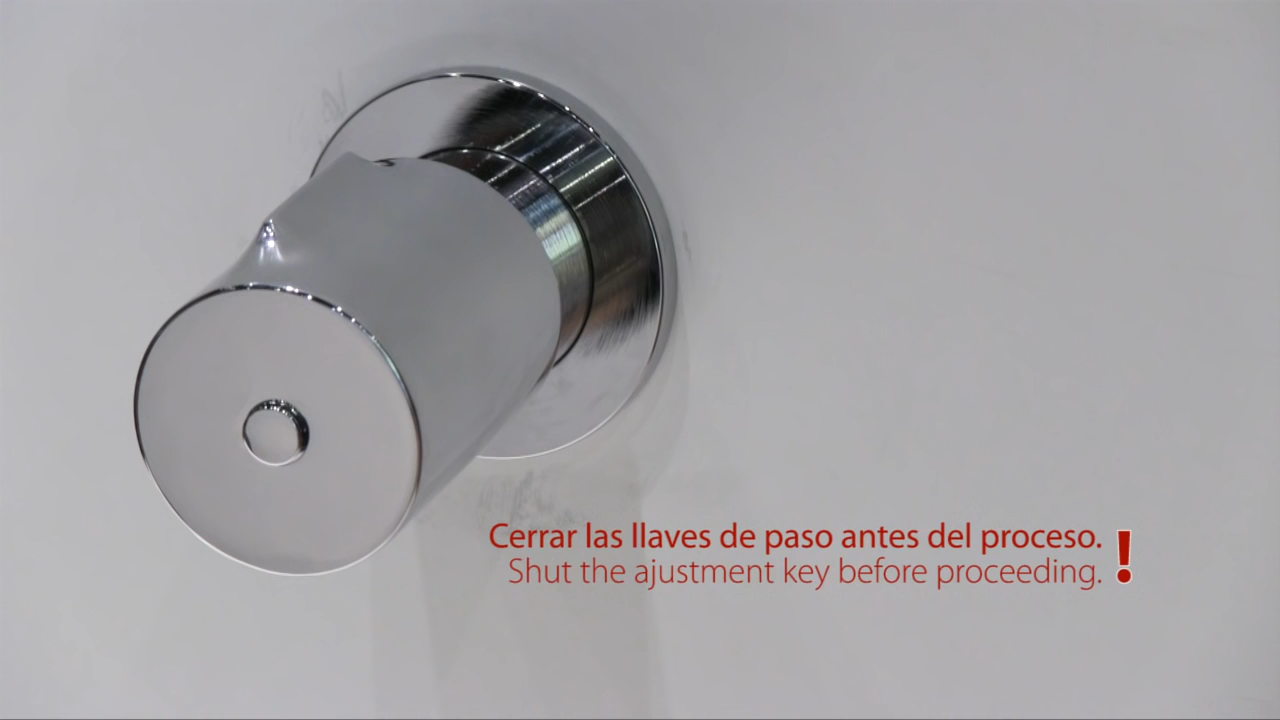 Cerrar las llaves de paso antes del proceso.
Shut the ajustment key before proceeding. !